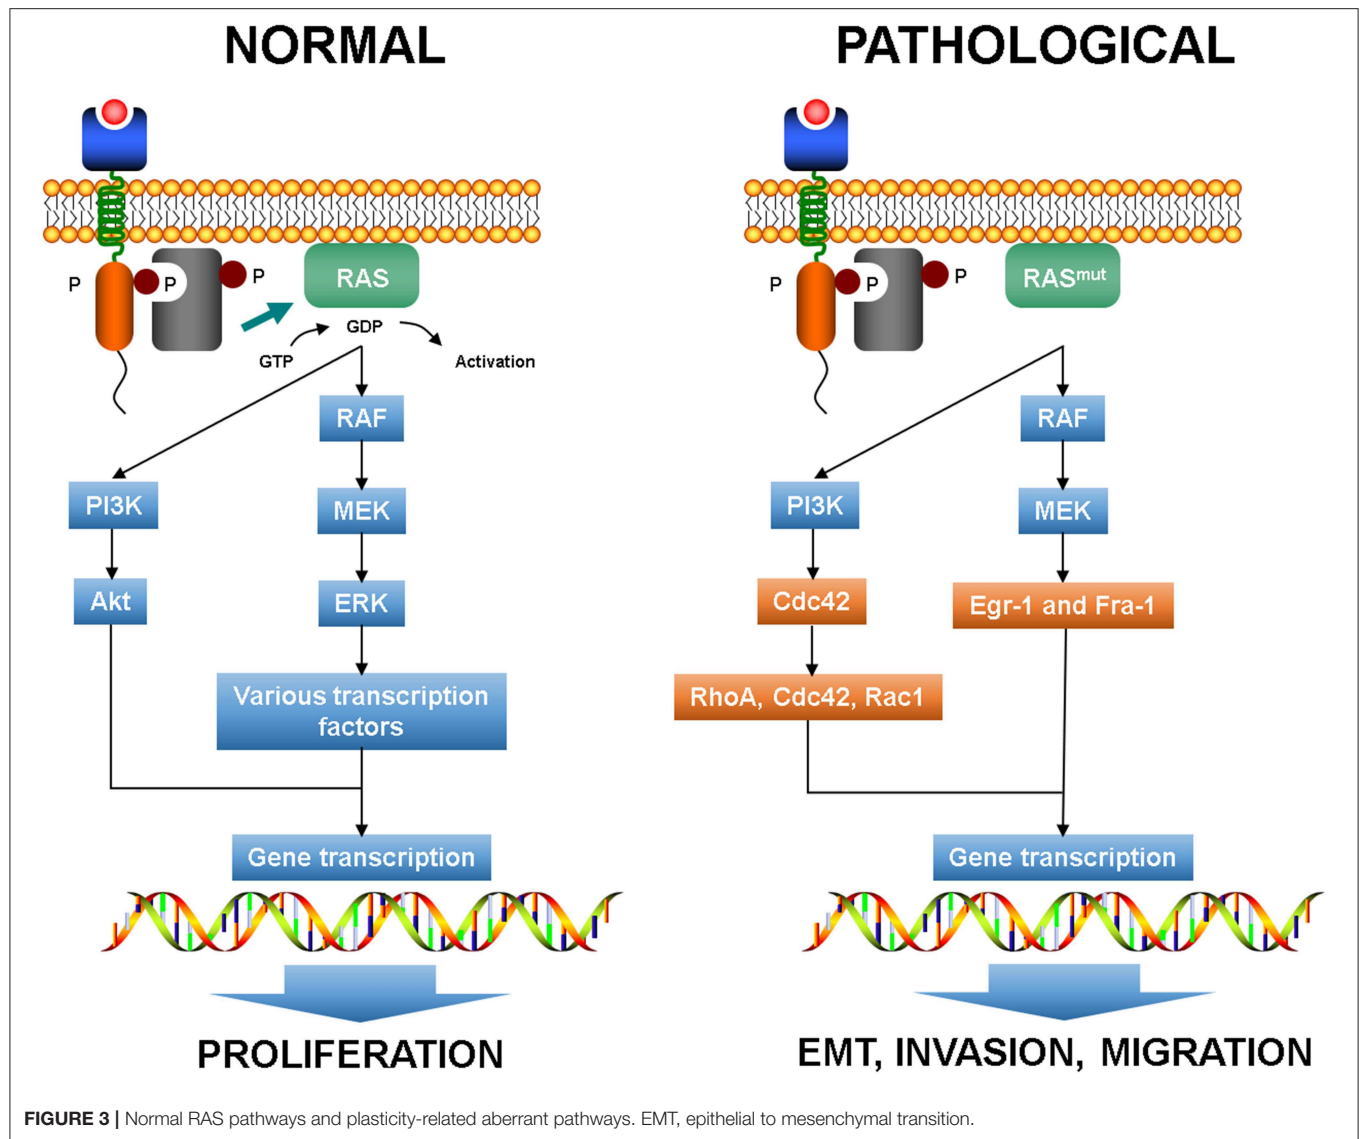 NORMAL
PATHOLOGICAL
P
P
P
RAS
GDP
GTP
Activation
RAF
PI3K
MEK
Akt
ERK
Various transcription
factors
Gene transcription
PROLIFERATION
P
P
P
RASmut
RAF
PI3K
MEK
Cdc42
Egr-1 and Fra-1
RhoA, Cdc42, Rac1
Gene transcription
EMT, INVASION, MIGRATION
FIGURE 3 | Normal RAS pathways and plasticity-related aberrant pathways. EMT, epithelial to mesenchymal transition.